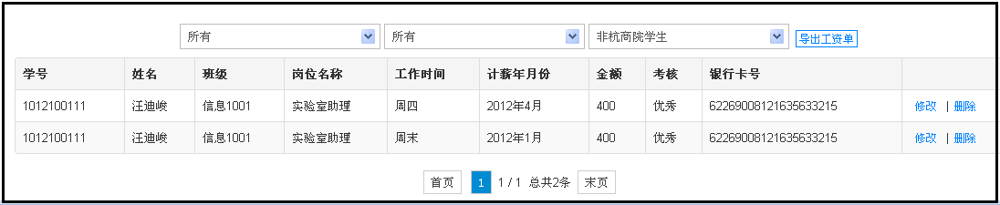 所有 所有 非杭商院学生 导出工资单
学号 姓名 班级 岗位名称 工作时间 计薪年月份 金额 考核 银行卡号
1012100111 汪迪峻 信息1001 实验室助理 周四 2012年4月 400 优秀 62269008121635633215 修改 | 删除
1012100111 汪迪峻 信息1001 实验室助理 周末 2012年1月 400 优秀 62269008121635633215 修改 | 删除
首页 1 1 / 1 总共2条 末页